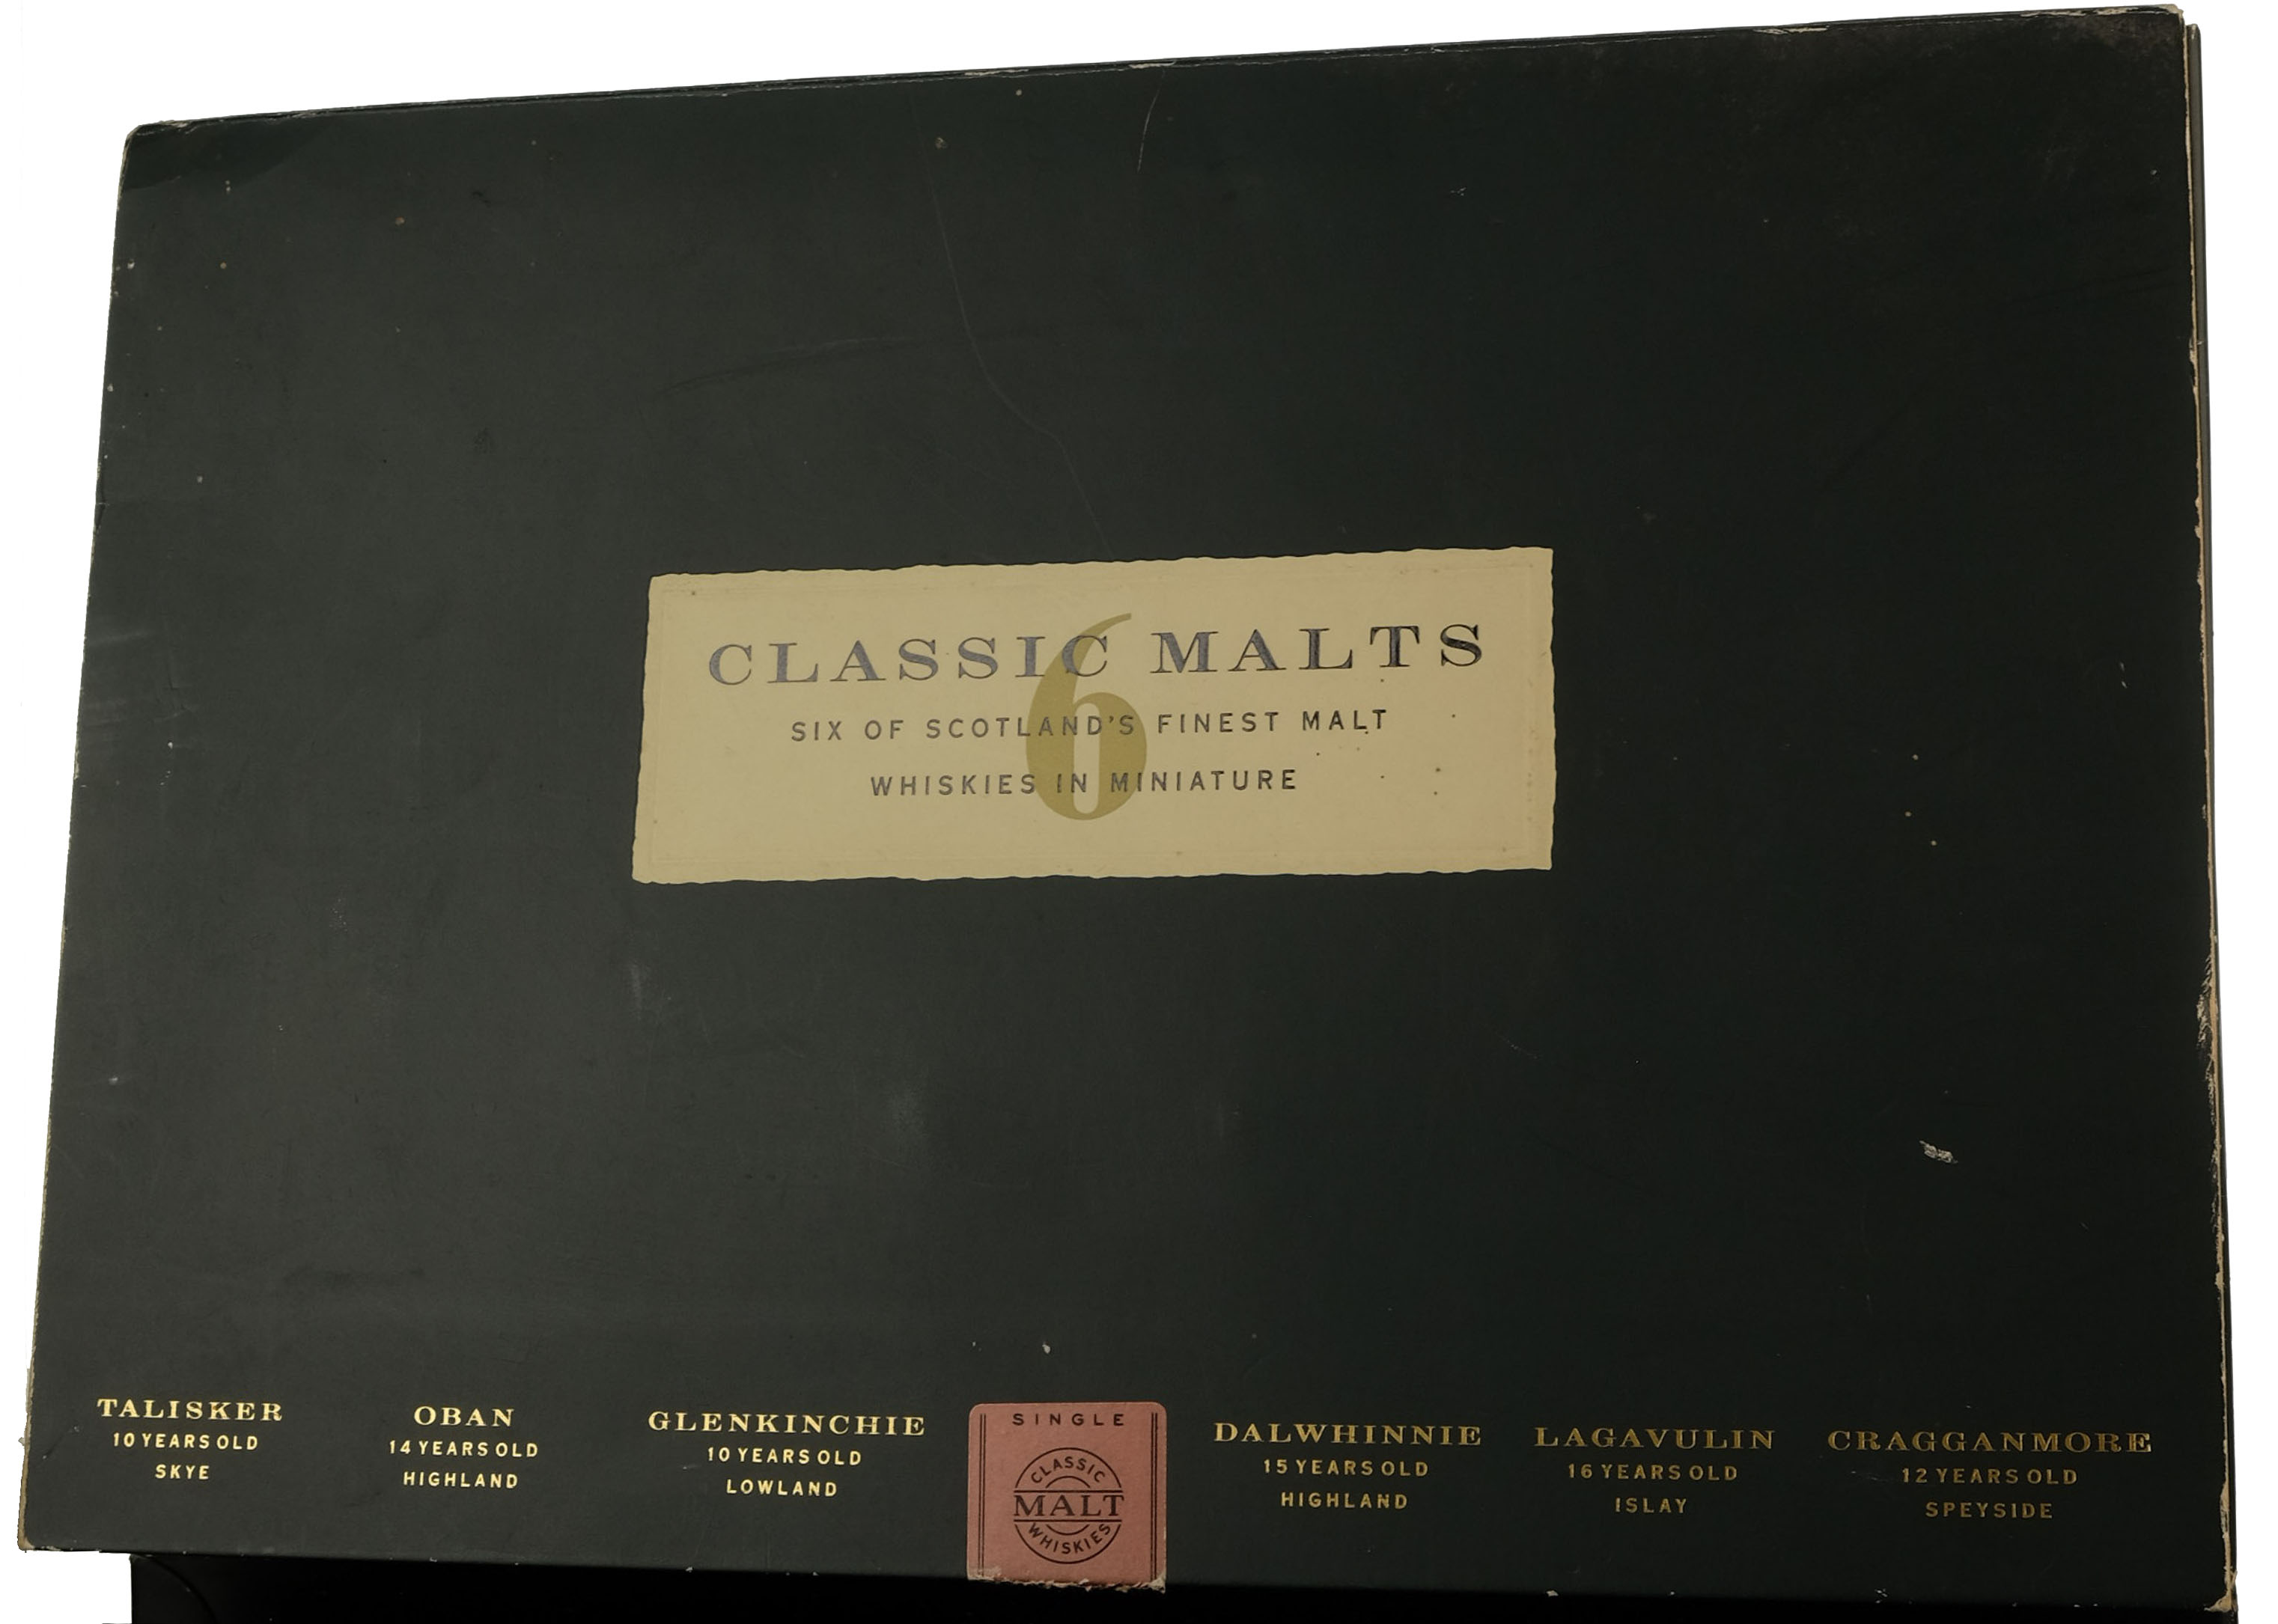 CLASSIC MALTS
6
SIX OF SCOTLAND'S FINEST MALT
WHISKIES IN MINIATURE
TALISKER
10 YEARS OLD
SKYE
OBAN
14 YEARS OLD
HIGHLAND
GLENKINCHIE
10 YEARS OLD
LOWLAND
SINGLE
CLASSIC
MALT
WHISKIES
DALWHINNIE
15 YEARS OLD
HIGHLAND
LAGAVULIN
16 YEARS OLD
ISLAY
CRAGGANMORE
12 YEARS OLD
SPEYSIDE